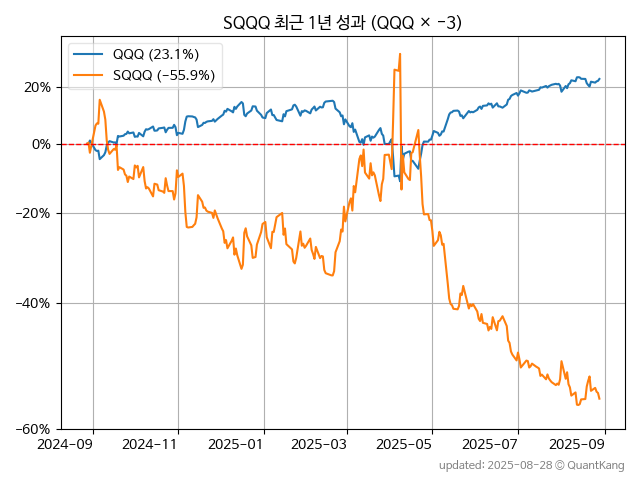 SQQQ 최근 1년 성과 (QQQ × −3)
QQQ (23.1%)
SQQQ (−55.9%)
20%
0%
−20%
−40%
−60%
2024-09 2024-11 2025-01 2025-03 2025-05 2025-07 2025-09
updated: 2025-08-28 © QuantKang